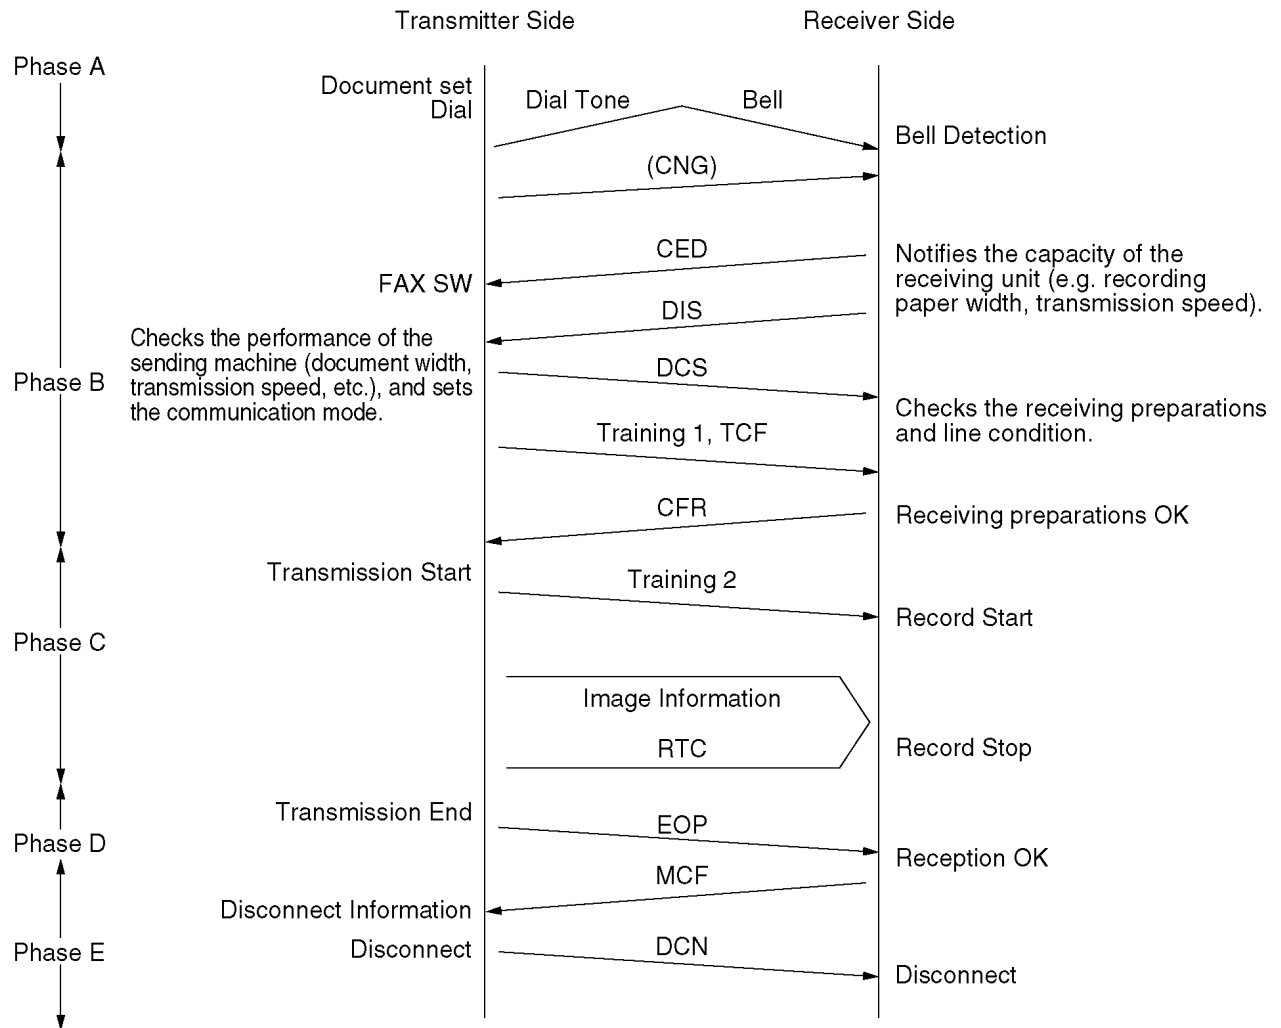 Transmitter Side
Receiver Side
Phase A
Document set
Dial
Dial Tone
Bell
Bell Detection
(CNG)
CED
Notifies the capacity of the
receiving unit (e.g. recording
paper width, transmission speed).
FAX SW
DIS
Checks the performance of the
sending machine (document width,
transmission speed, etc.), and sets
the communication mode.
Phase B
DCS
Checks the receiving preparations
and line condition.
Training 1, TCF
CFR
Receiving preparations OK
Transmission Start
Training 2
Record Start
Phase C
Image Information
RTC
Record Stop
Transmission End
EOP
Phase D
Reception OK
MCF
Disconnect Information
Disconnect
DCN
Phase E
Disconnect